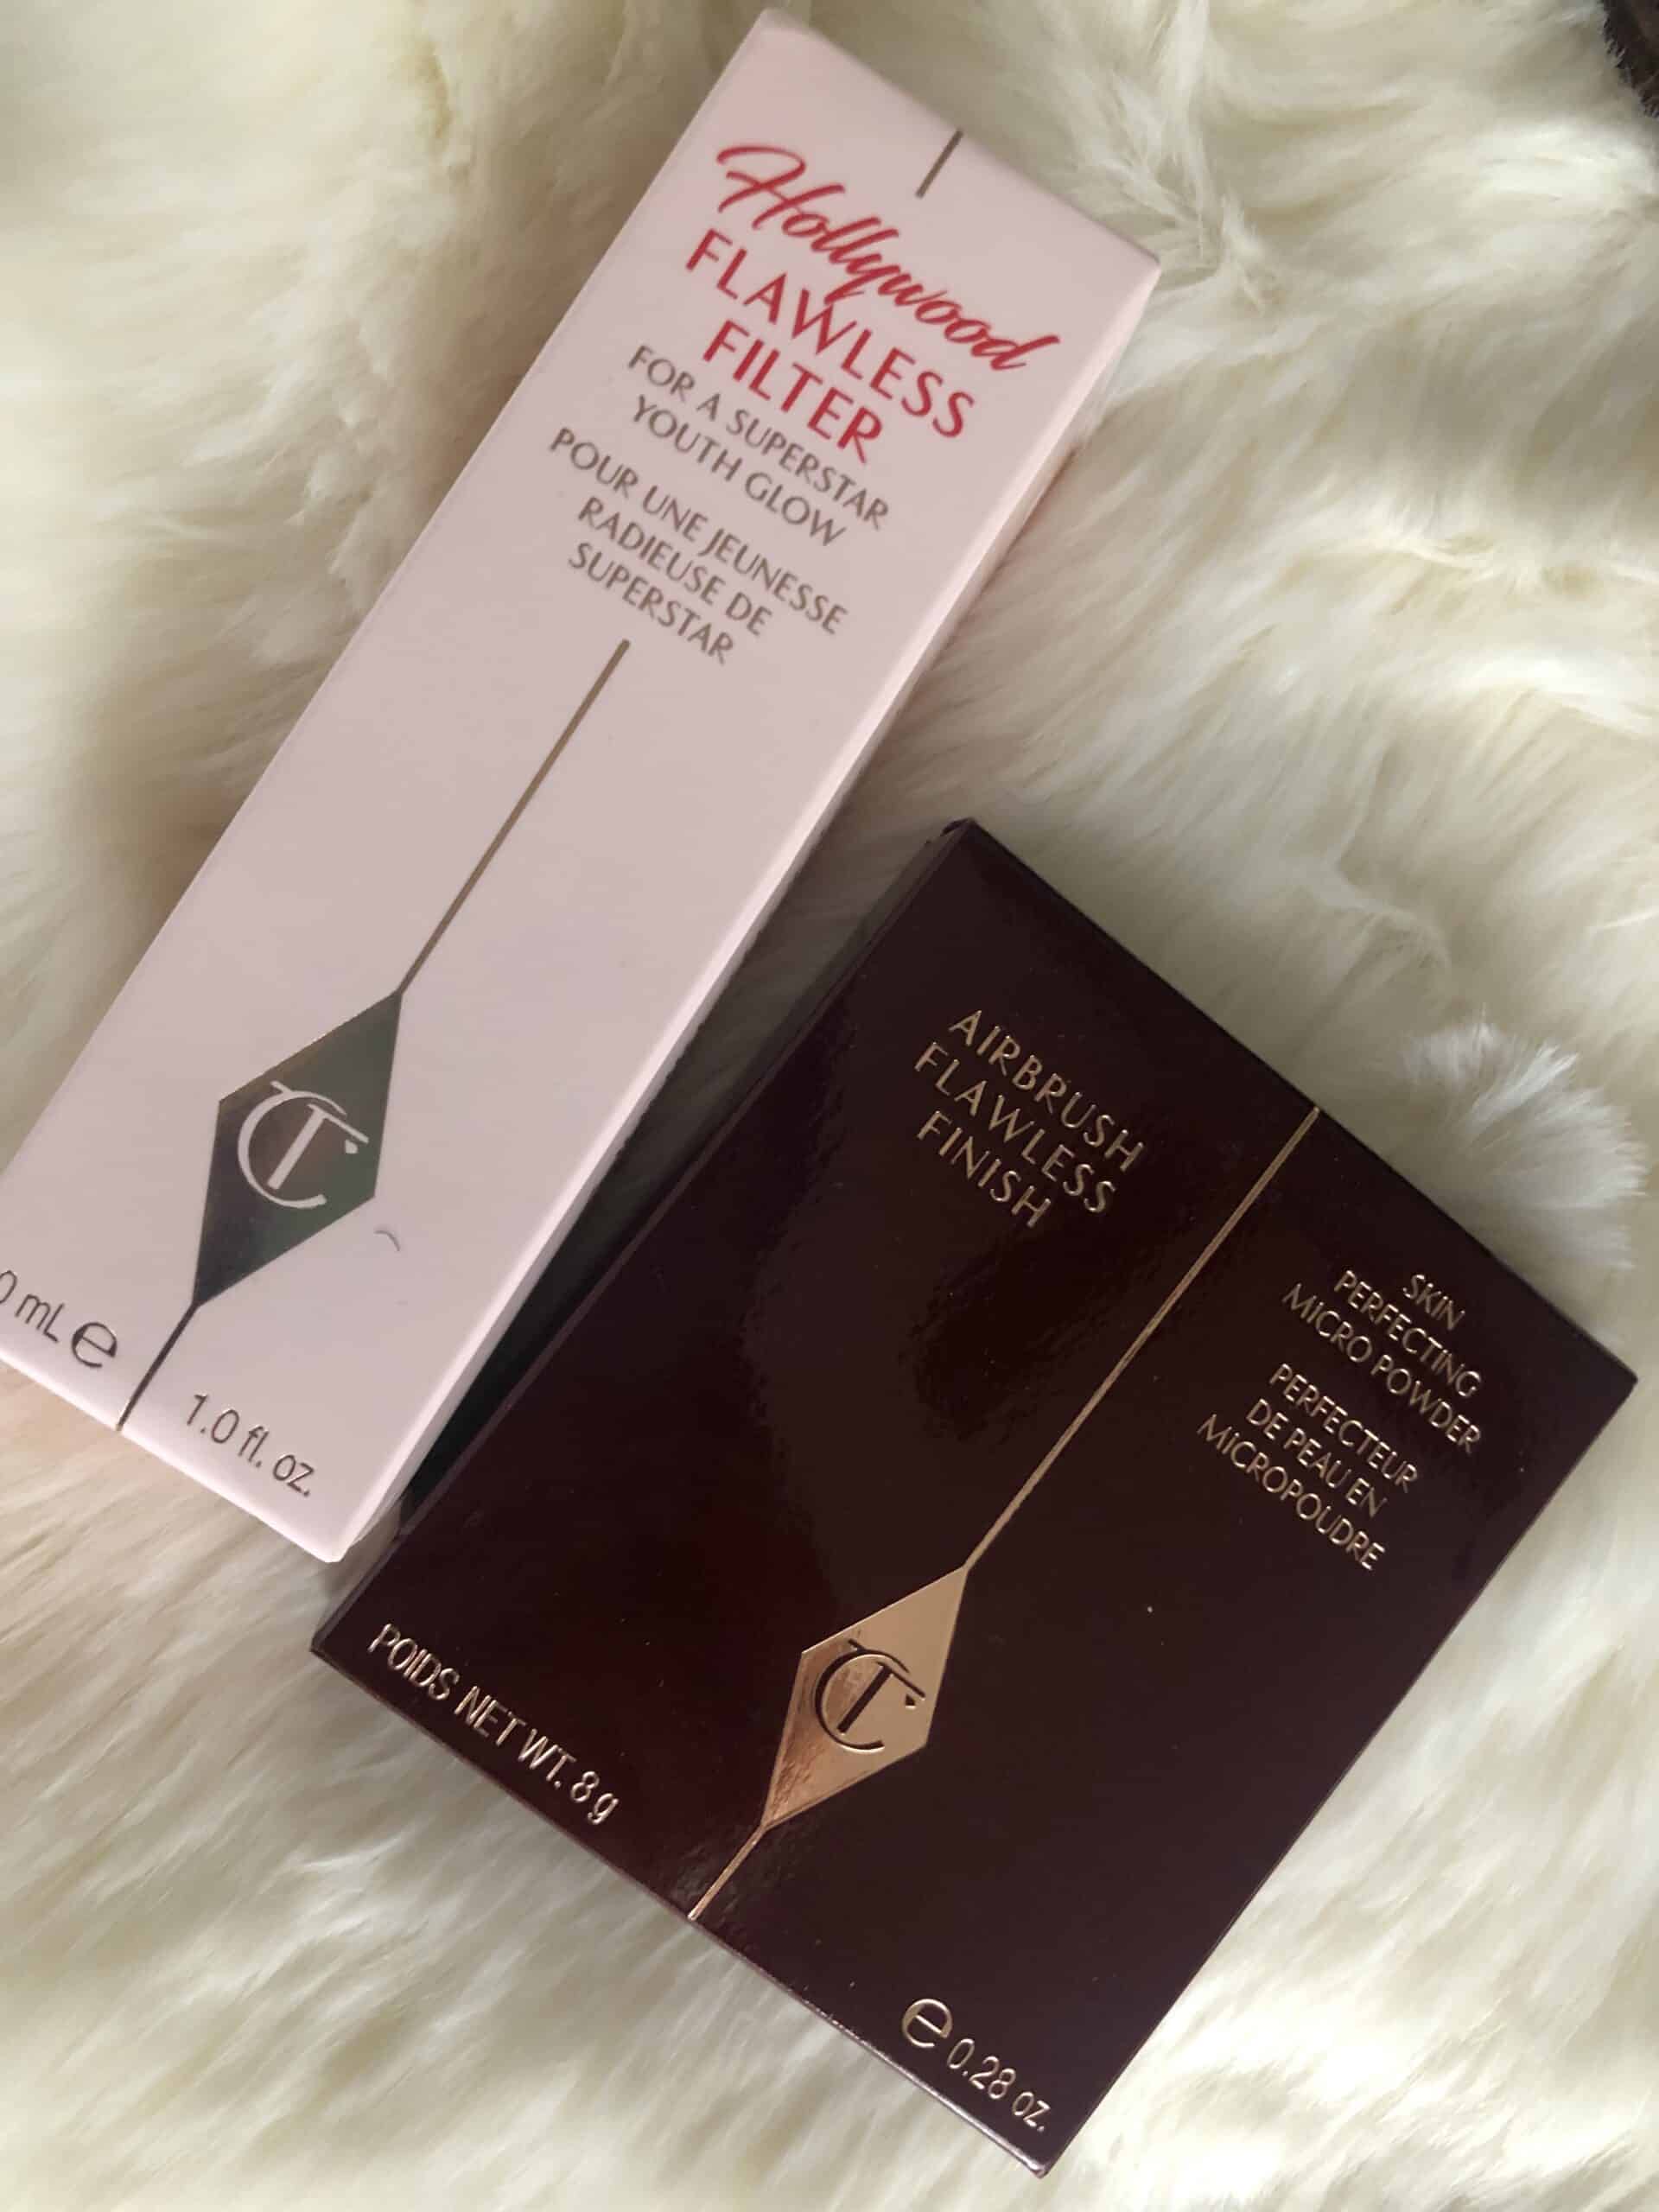 Hollywood
FLAWLESS
FILTER
FOR A SUPERSTAR
YOUTH GLOW
POUR UNE JEUNESSE
RADIEUSE DE
SUPERSTAR
CT
0 mL e
1.0 fl. oz.
AIRBRUSH
FLAWLESS
FINISH
SKIN
PERFECTING
MICRO POWDER
PERFECTEUR
DE PEAU EN
MICROPOUDRE
CT
POIDS NET WT. 8 g
e 0.28 oz.